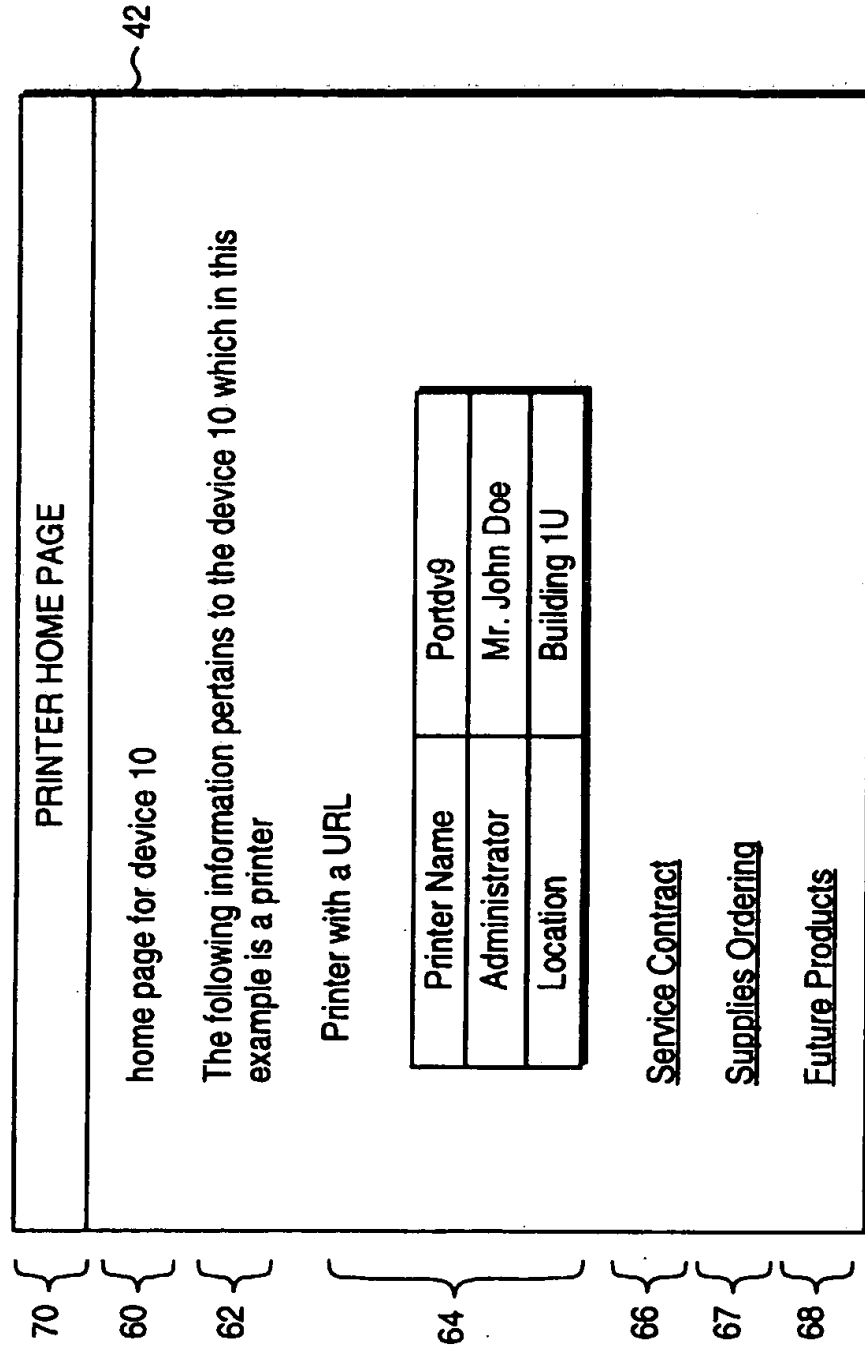 PRINTER HOME PAGE
42
70
60
home page for device 10
62
The following information pertains to the device 10 which in this
example is a printer
64
Printer with a URL
Printer Name Portdv9
Administrator Mr. John Doe
Location Building 1U
66
Service Contract
67
Supplies Ordering
68
Future Products